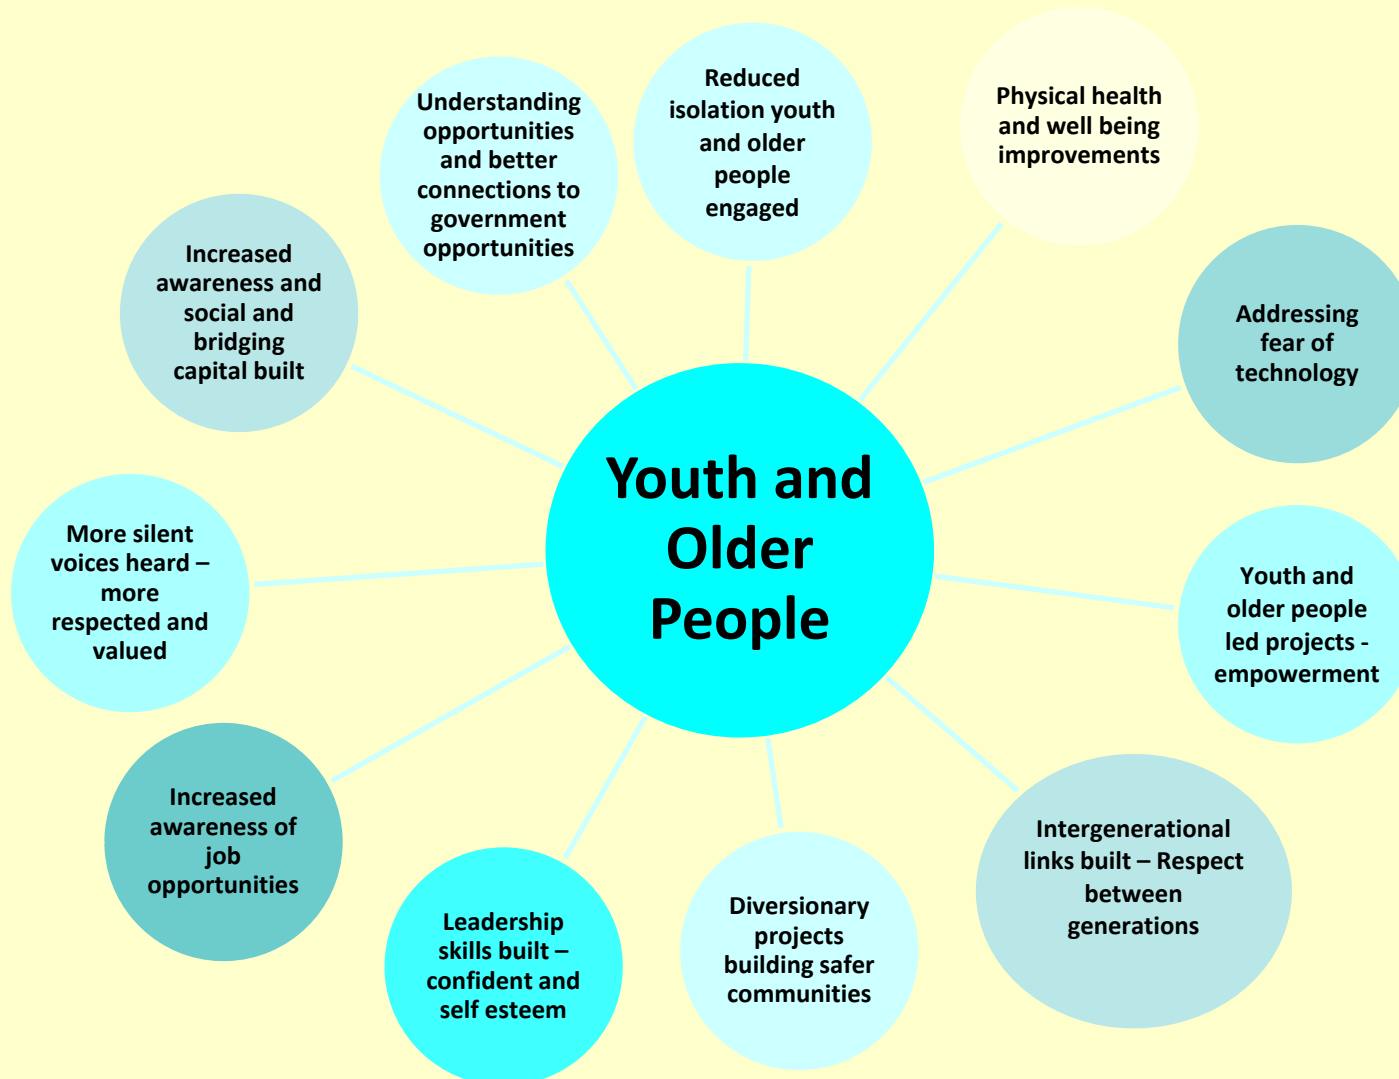 Reduced
isolation youth
and older
people
engaged
Physical health
and well being
improvements
Addressing
fear of
technology
Youth and
older people
led projects -
empowerment
Intergenerational
links built – Respect
between
generations
Diversionary
projects
building safer
communities
Leadership
skills built –
confident and
self esteem
Increased
awareness of
job
opportunities
More silent
voices heard –
more
respected and
valued
Increased
awareness and
social and
bridging
capital built
Understanding
opportunities
and better
connections to
government
opportunities
Youth and
Older
People